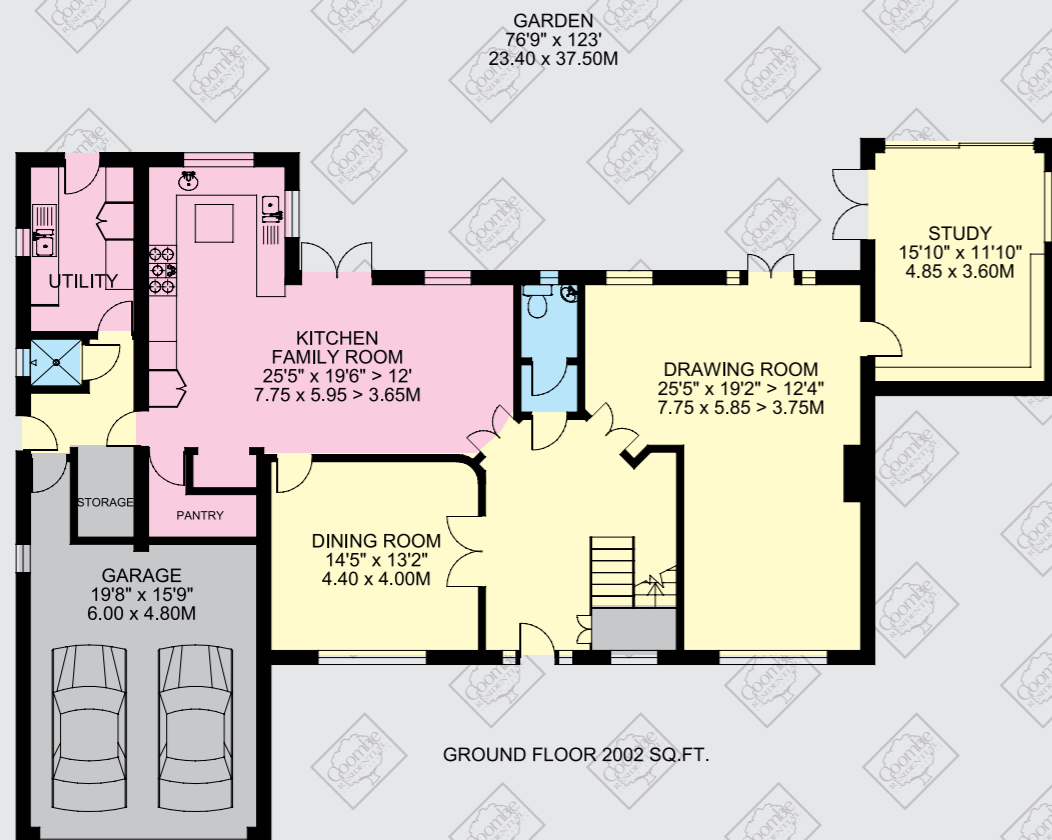 GARDEN
76'9" x 123'
23.40 x 37.50M
STUDY
15'10" x 11'10"
4.85 x 3.60M
UTILITY
KITCHEN
FAMILY ROOM
25'5" x 19'6" > 12'
7.75 x 5.95 > 3.65M
DRAWING ROOM
25'5" x 19'2" > 12'4"
7.75 x 5.85 > 3.75M
STORAGE
PANTRY
DINING ROOM
14'5" x 13'2"
4.40 x 4.00M
GARAGE
19'8" x 15'9"
6.00 x 4.80M
GROUND FLOOR 2002 SQ.FT.
Coombe
RESIDENTIAL